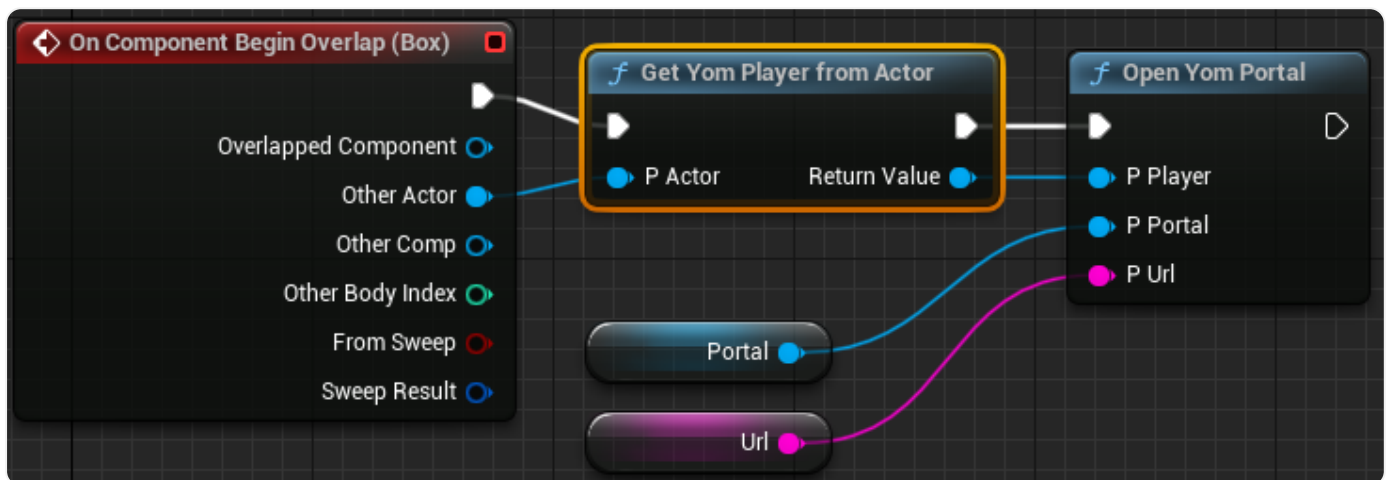 On Component Begin Overlap (Box)
Overlapped Component
Other Actor
Other Comp
Other Body Index
From Sweep
Sweep Result
f Get Yom Player from Actor
P Actor Return Value
Portal
Url
f Open Yom Portal
P Player
P Portal
P Url